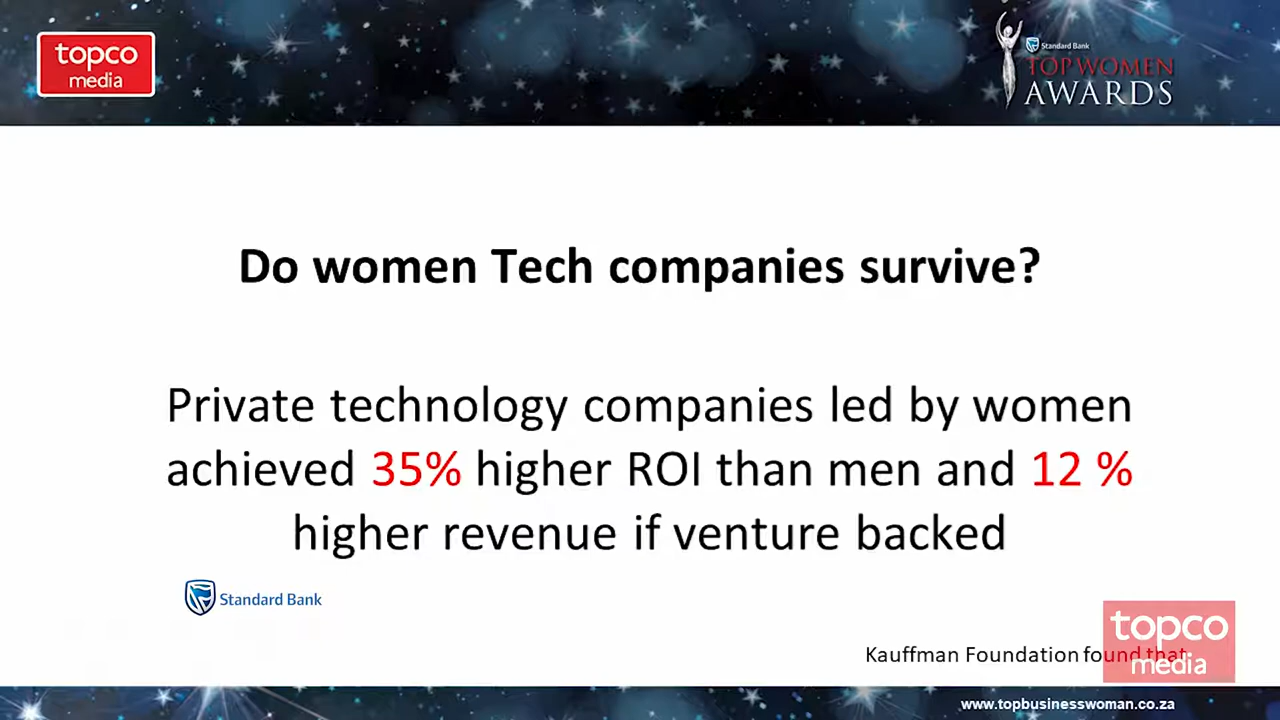 topco
media
Standard Bank
TOPWOMEN
AWARDS
Do women Tech companies survive?
Private technology companies led by women
achieved 35% higher ROI than men and 12 %
higher revenue if venture backed
Standard Bank
Kauffman Foundation found that
topco
media
www.topbusinesswoman.co.za